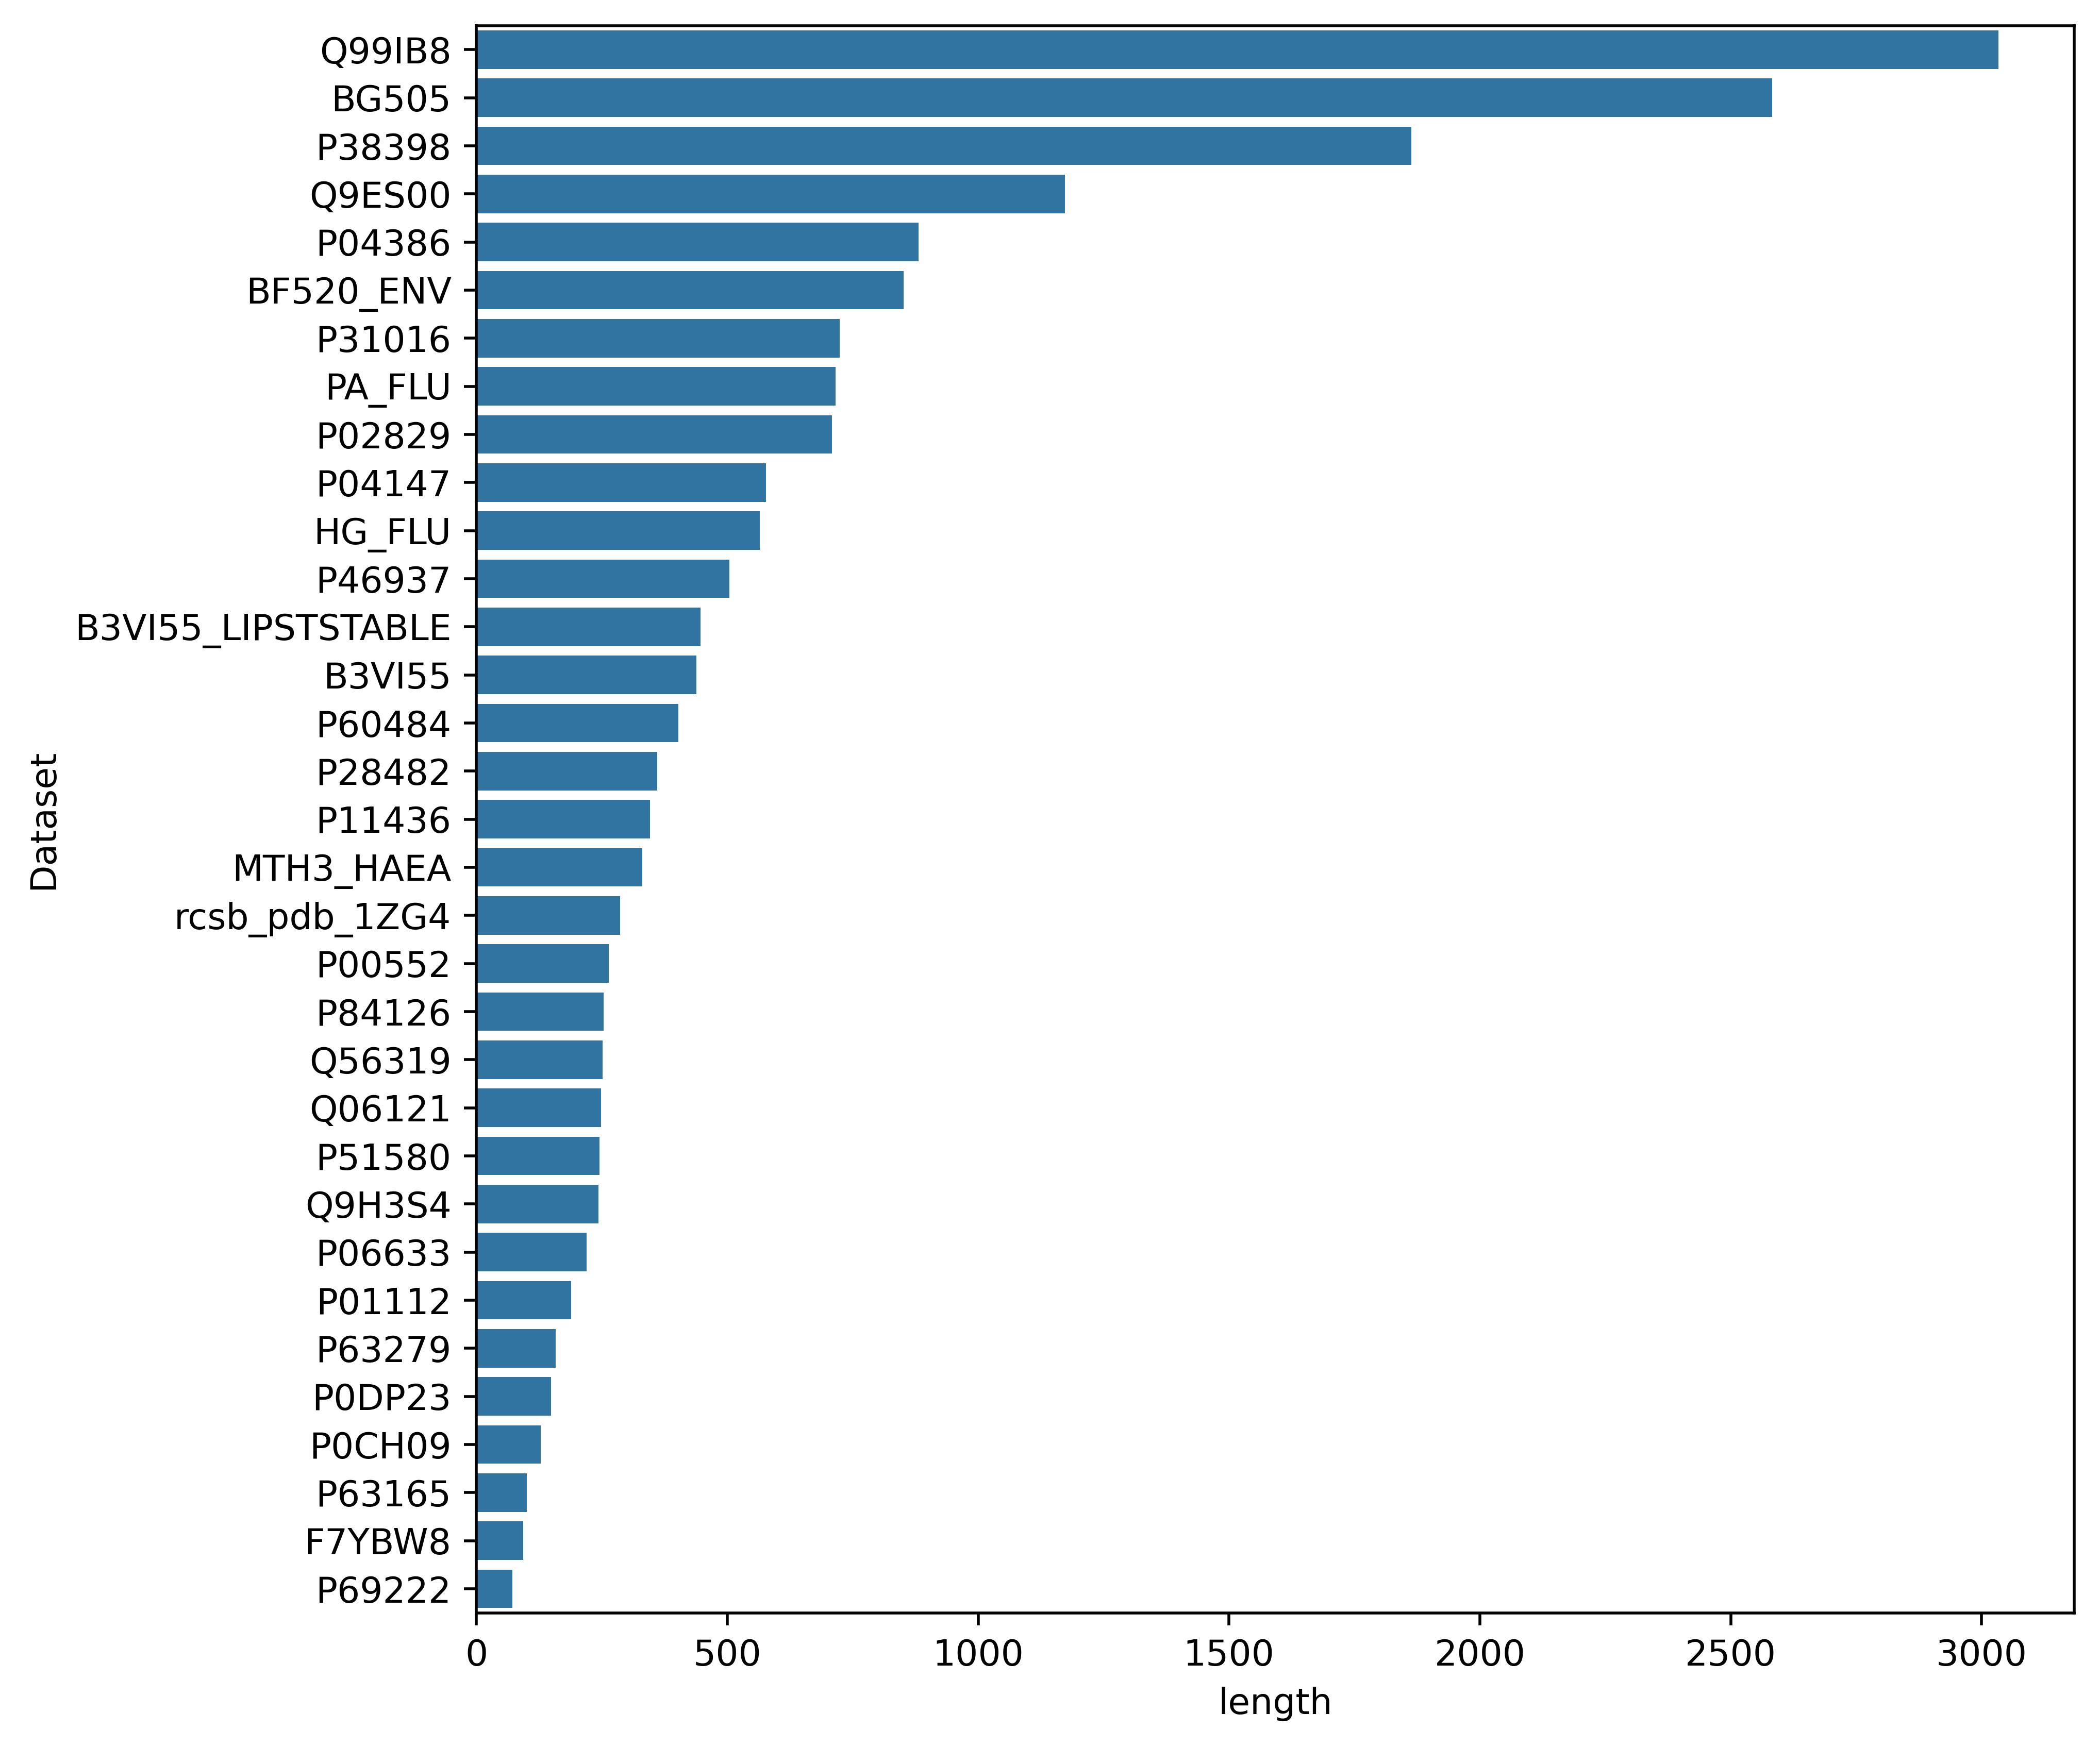 Q99IB8
BG505
P38398
Q9ES00
P04386
BF520_ENV
P31016
PA_FLU
P02829
P04147
HG_FLU
P46937
B3VI55_LIPSTSTABLE
B3VI55
P60484
P28482
P11436
MTH3_HAEA
rcsb_pdb_1ZG4
P00552
P84126
Q56319
Q06121
P51580
Q9H3S4
P06633
P01112
P63279
P0DP23
P0CH09
P63165
F7YBW8
P69222
Dataset
0 500 1000 1500 2000 2500 3000
length